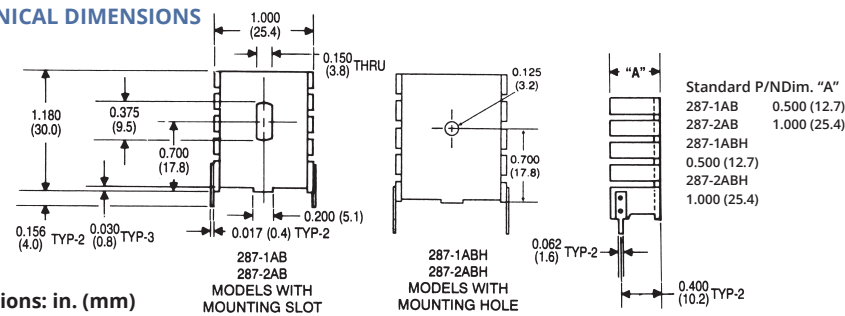 NICAL DIMENSIONS
1.000
(25.4)
0.150 THRU
(3.8)
1.180
(30.0)
0.375
(9.5)
0.700
(17.8)
0.200 (5.1)
0.017 (0.4) TYP-2
0.156 TYP-2
(4.0)
0.030 TYP-3
(0.8)
287-1AB
287-2AB
MODELS WITH
MOUNTING SLOT
0.125
(3.2)
0.700
(17.8)
287-1ABH
287-2ABH
MODELS WITH
MOUNTING HOLE
“A”
0.062 TYP-2
(1.6)
0.400 TYP-2
(10.2)
Standard P/NDim. “A”
287-1AB 0.500 (12.7)
287-2AB 1.000 (25.4)
287-1ABH
0.500 (12.7)
287-2ABH
1.000 (25.4)
ions: in. (mm)